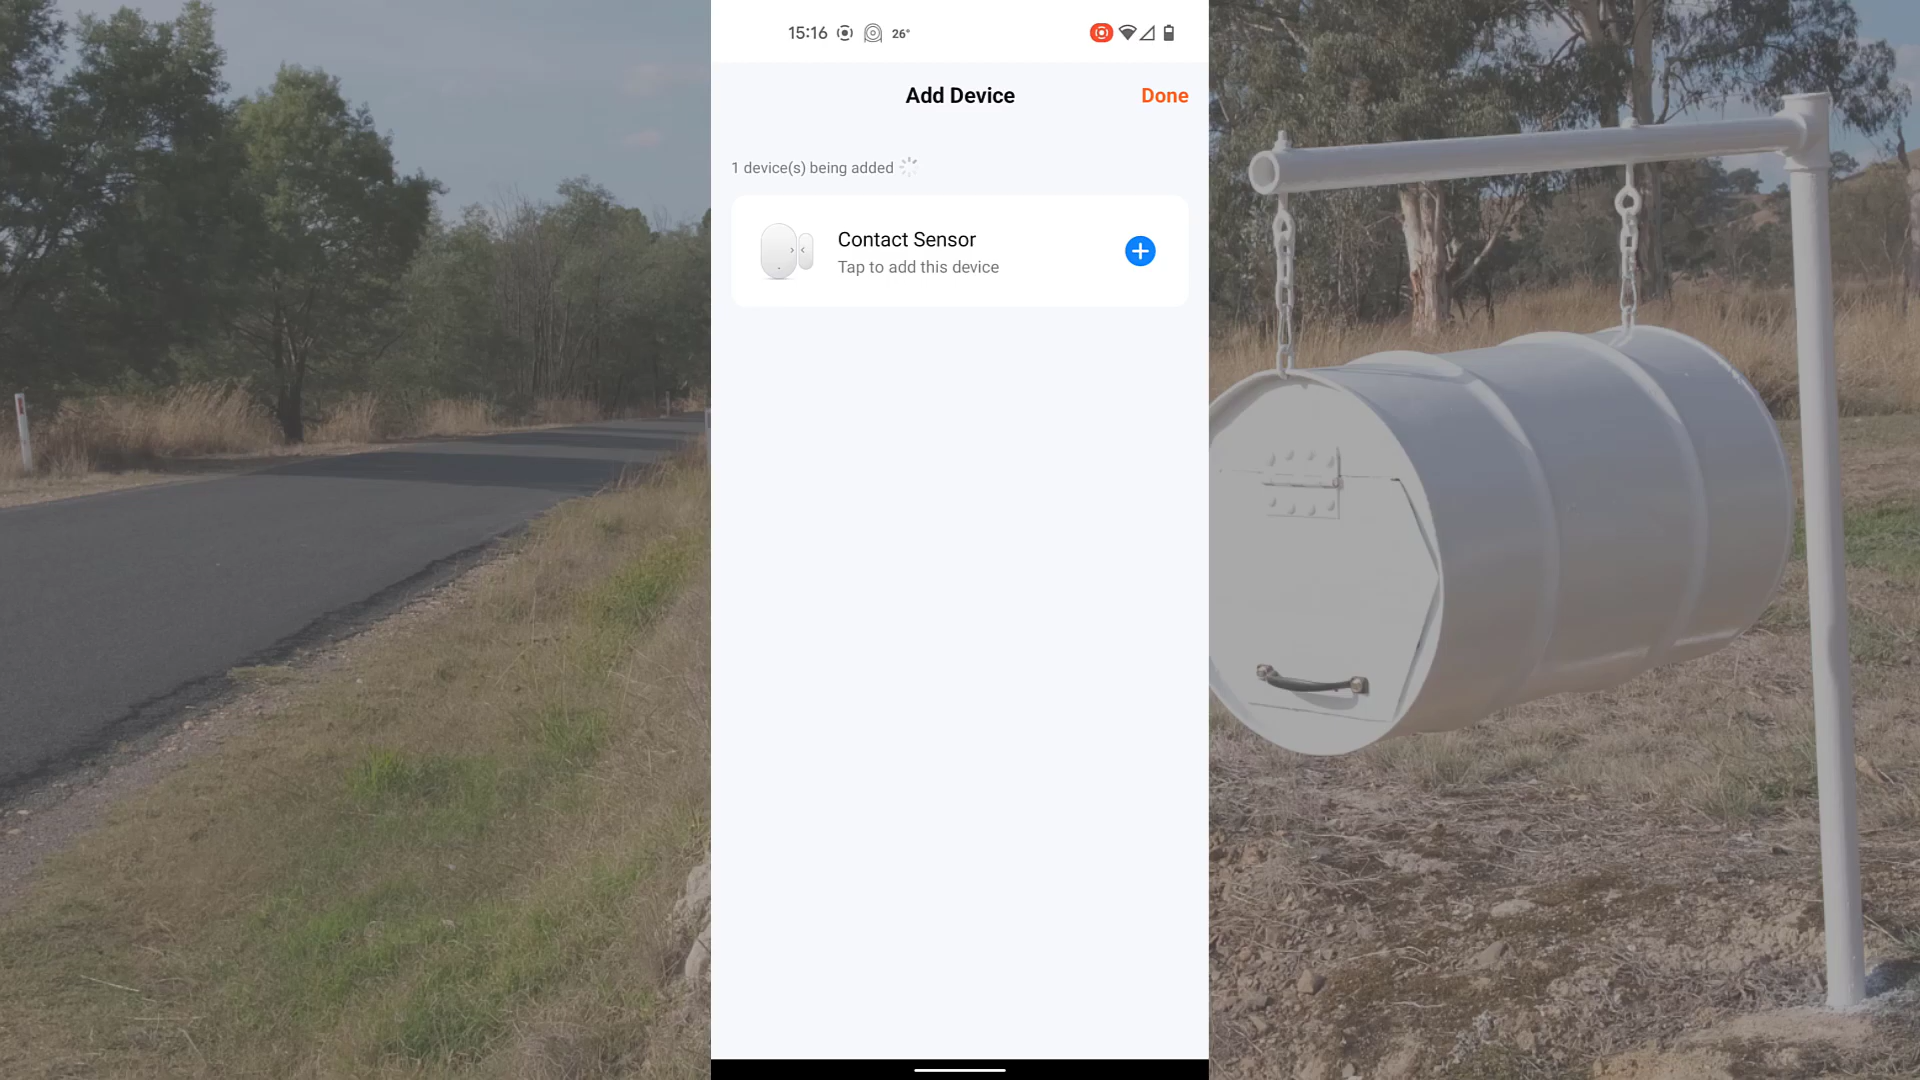 15:16 26°
Add Device
Done
1 device(s) being added
Contact Sensor
Tap to add this device